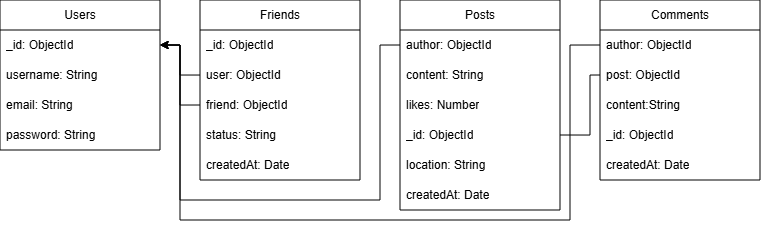 Users
_id: ObjectId
username: String
email: String
password: String
Friends
_id: ObjectId
user: ObjectId
friend: ObjectId
status: String
createdAt: Date
Posts
author: ObjectId
content: String
likes: Number
_id: ObjectId
location: String
createdAt: Date
Comments
author: ObjectId
post: ObjectId
content:String
_id: ObjectId
createdAt: Date